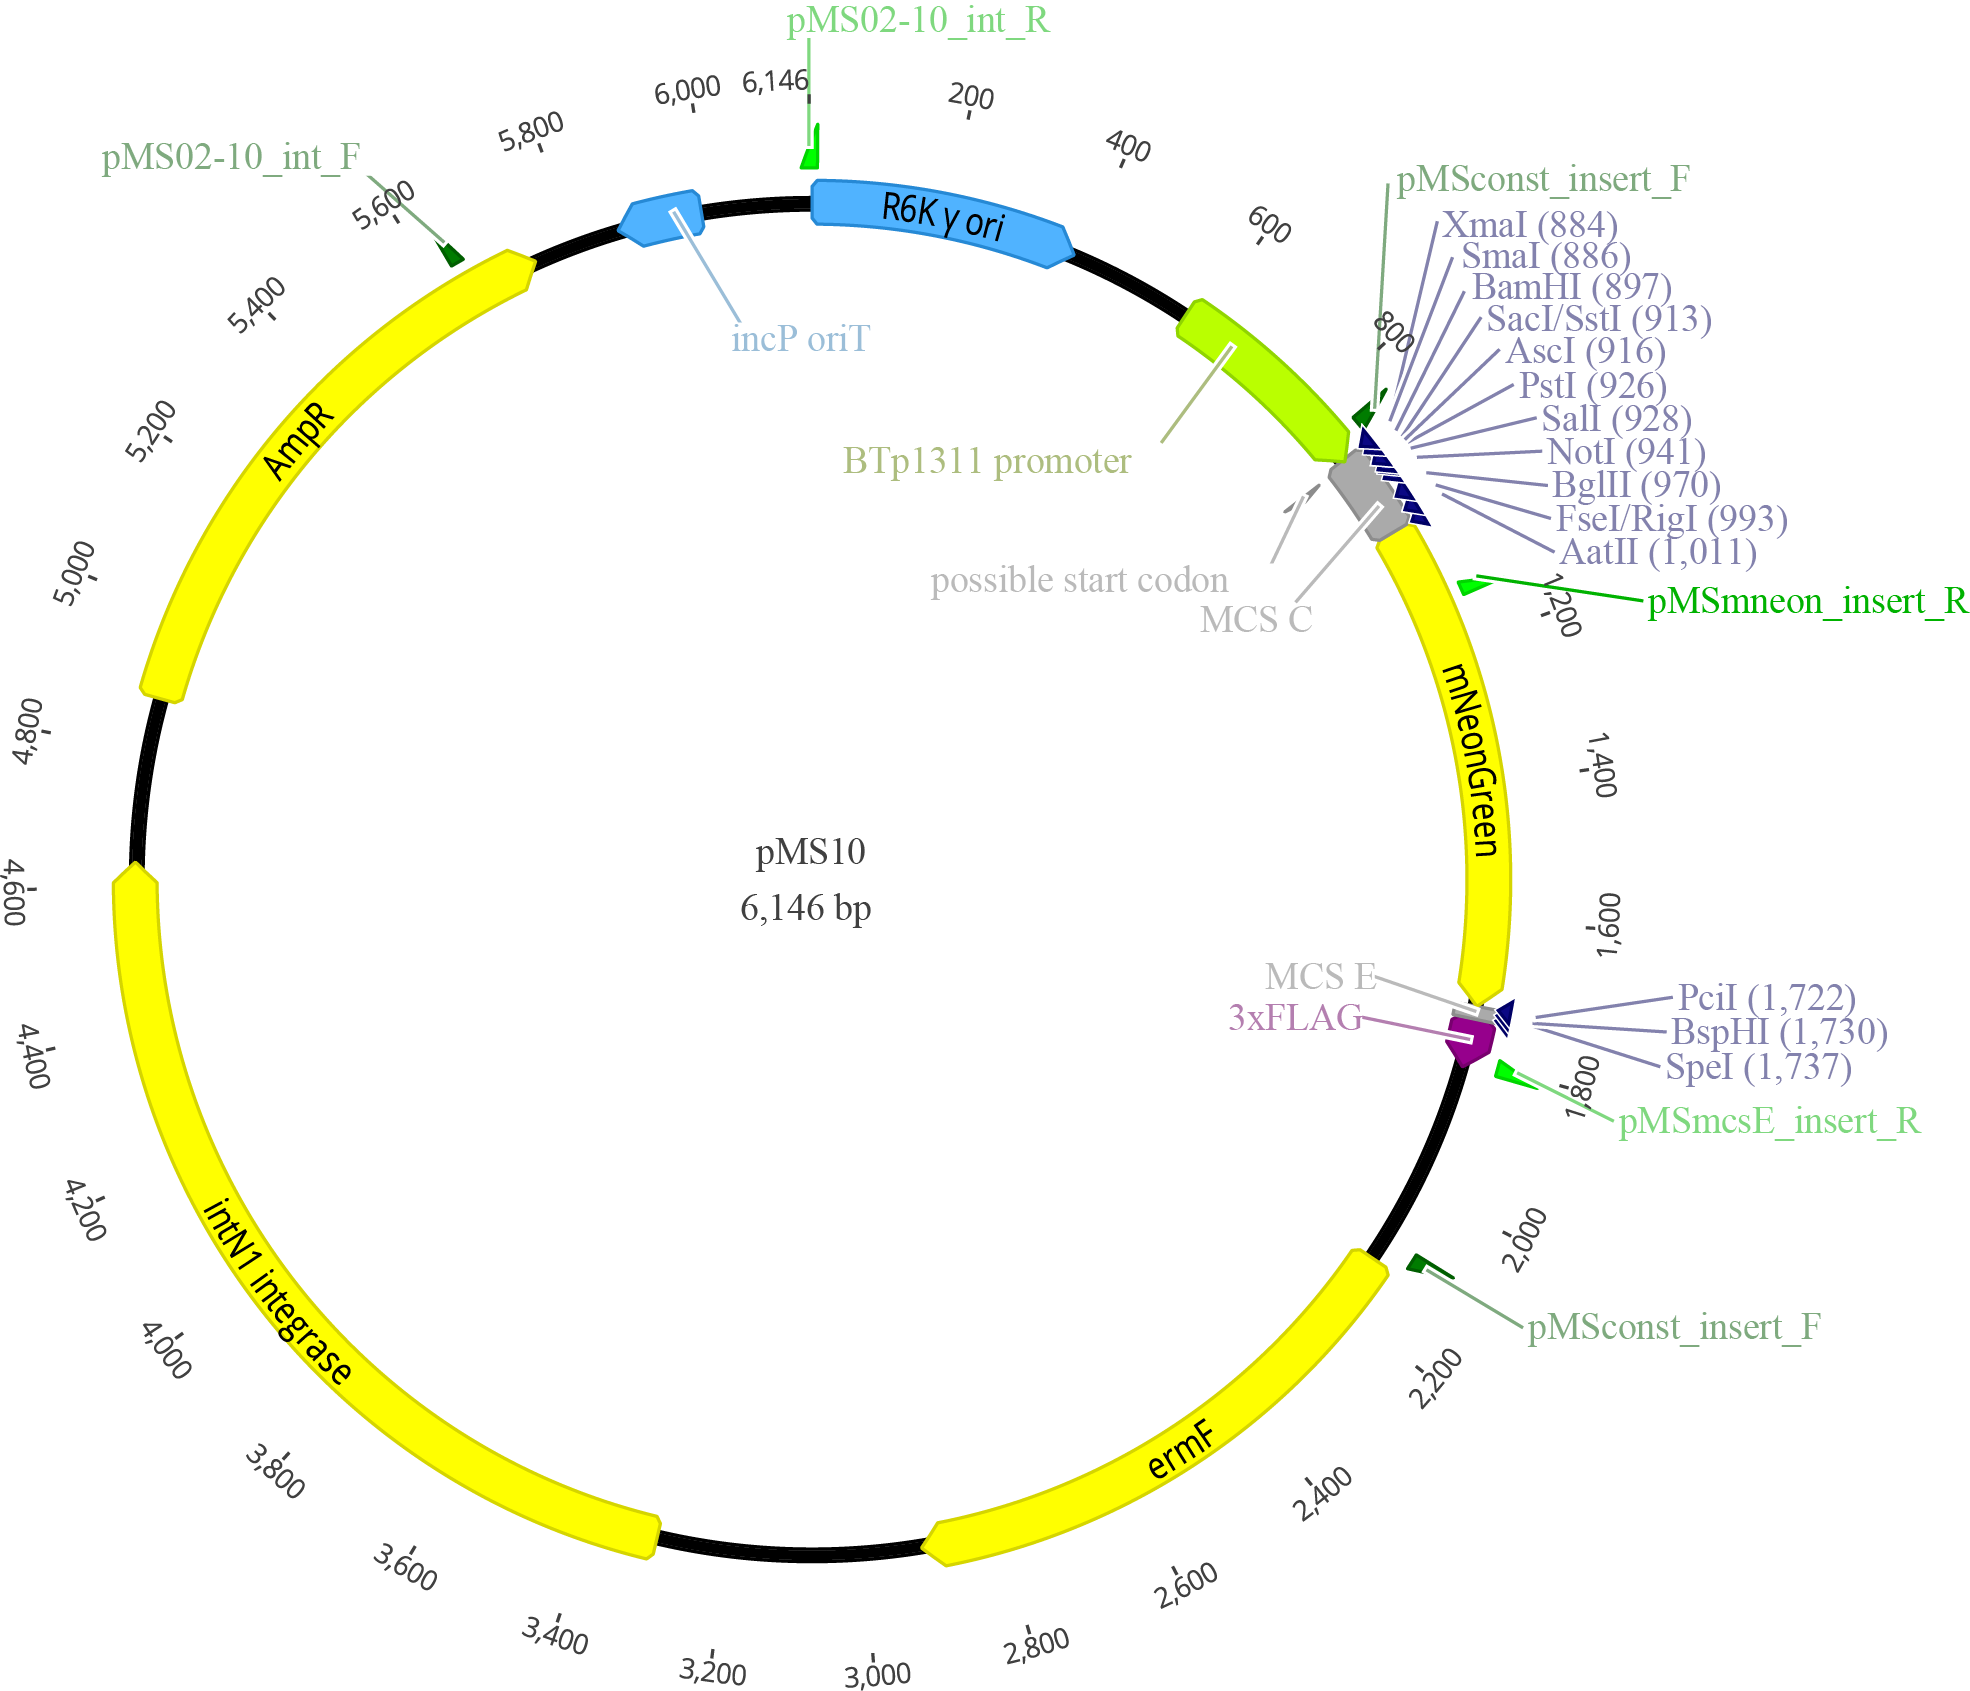 pMS02-10_int_R
6,146
200
400
600
800
pMSconst_insert_F
XmaI (884)
SmaI (886)
BamHI (897)
SacI/SstI (913)
AscI (916)
PstI (926)
SalI (928)
NotI (941)
BglII (970)
FseI/RigI (993)
AatII (1,011)
pMSmneon_insert_R
1,200
1,400
1,600
PciI (1,722)
BspHI (1,730)
SpeI (1,737)
1,800
pMSmcsE_insert_R
2,000
pMSconst_insert_F
2,200
2,400
2,600
2,800
3,000
3,200
3,400
3,600
3,800
4,000
4,200
4,400
4,600
4,800
5,000
5,200
5,400
5,600
pMS02-10_int_F
5,800
6,000
R6K γ ori
incP oriT
BTp1311 promoter
possible start codon
MCS C
mNeonGreen
MCS E
3xFLAG
ermF
intN1 integrase
AmpR
pMS10
6,146 bp